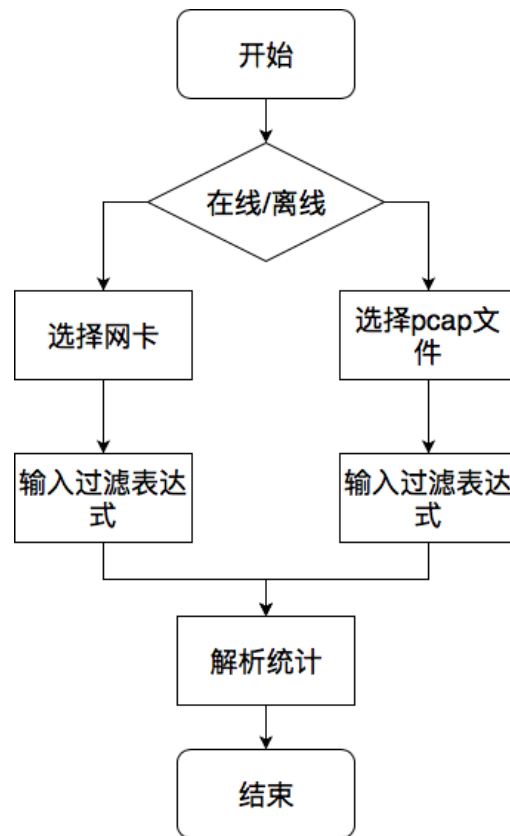 开始
在线/离线
选择网卡
选择pcap文
件
输入过滤表达
式
输入过滤表达
式
解析统计
结束